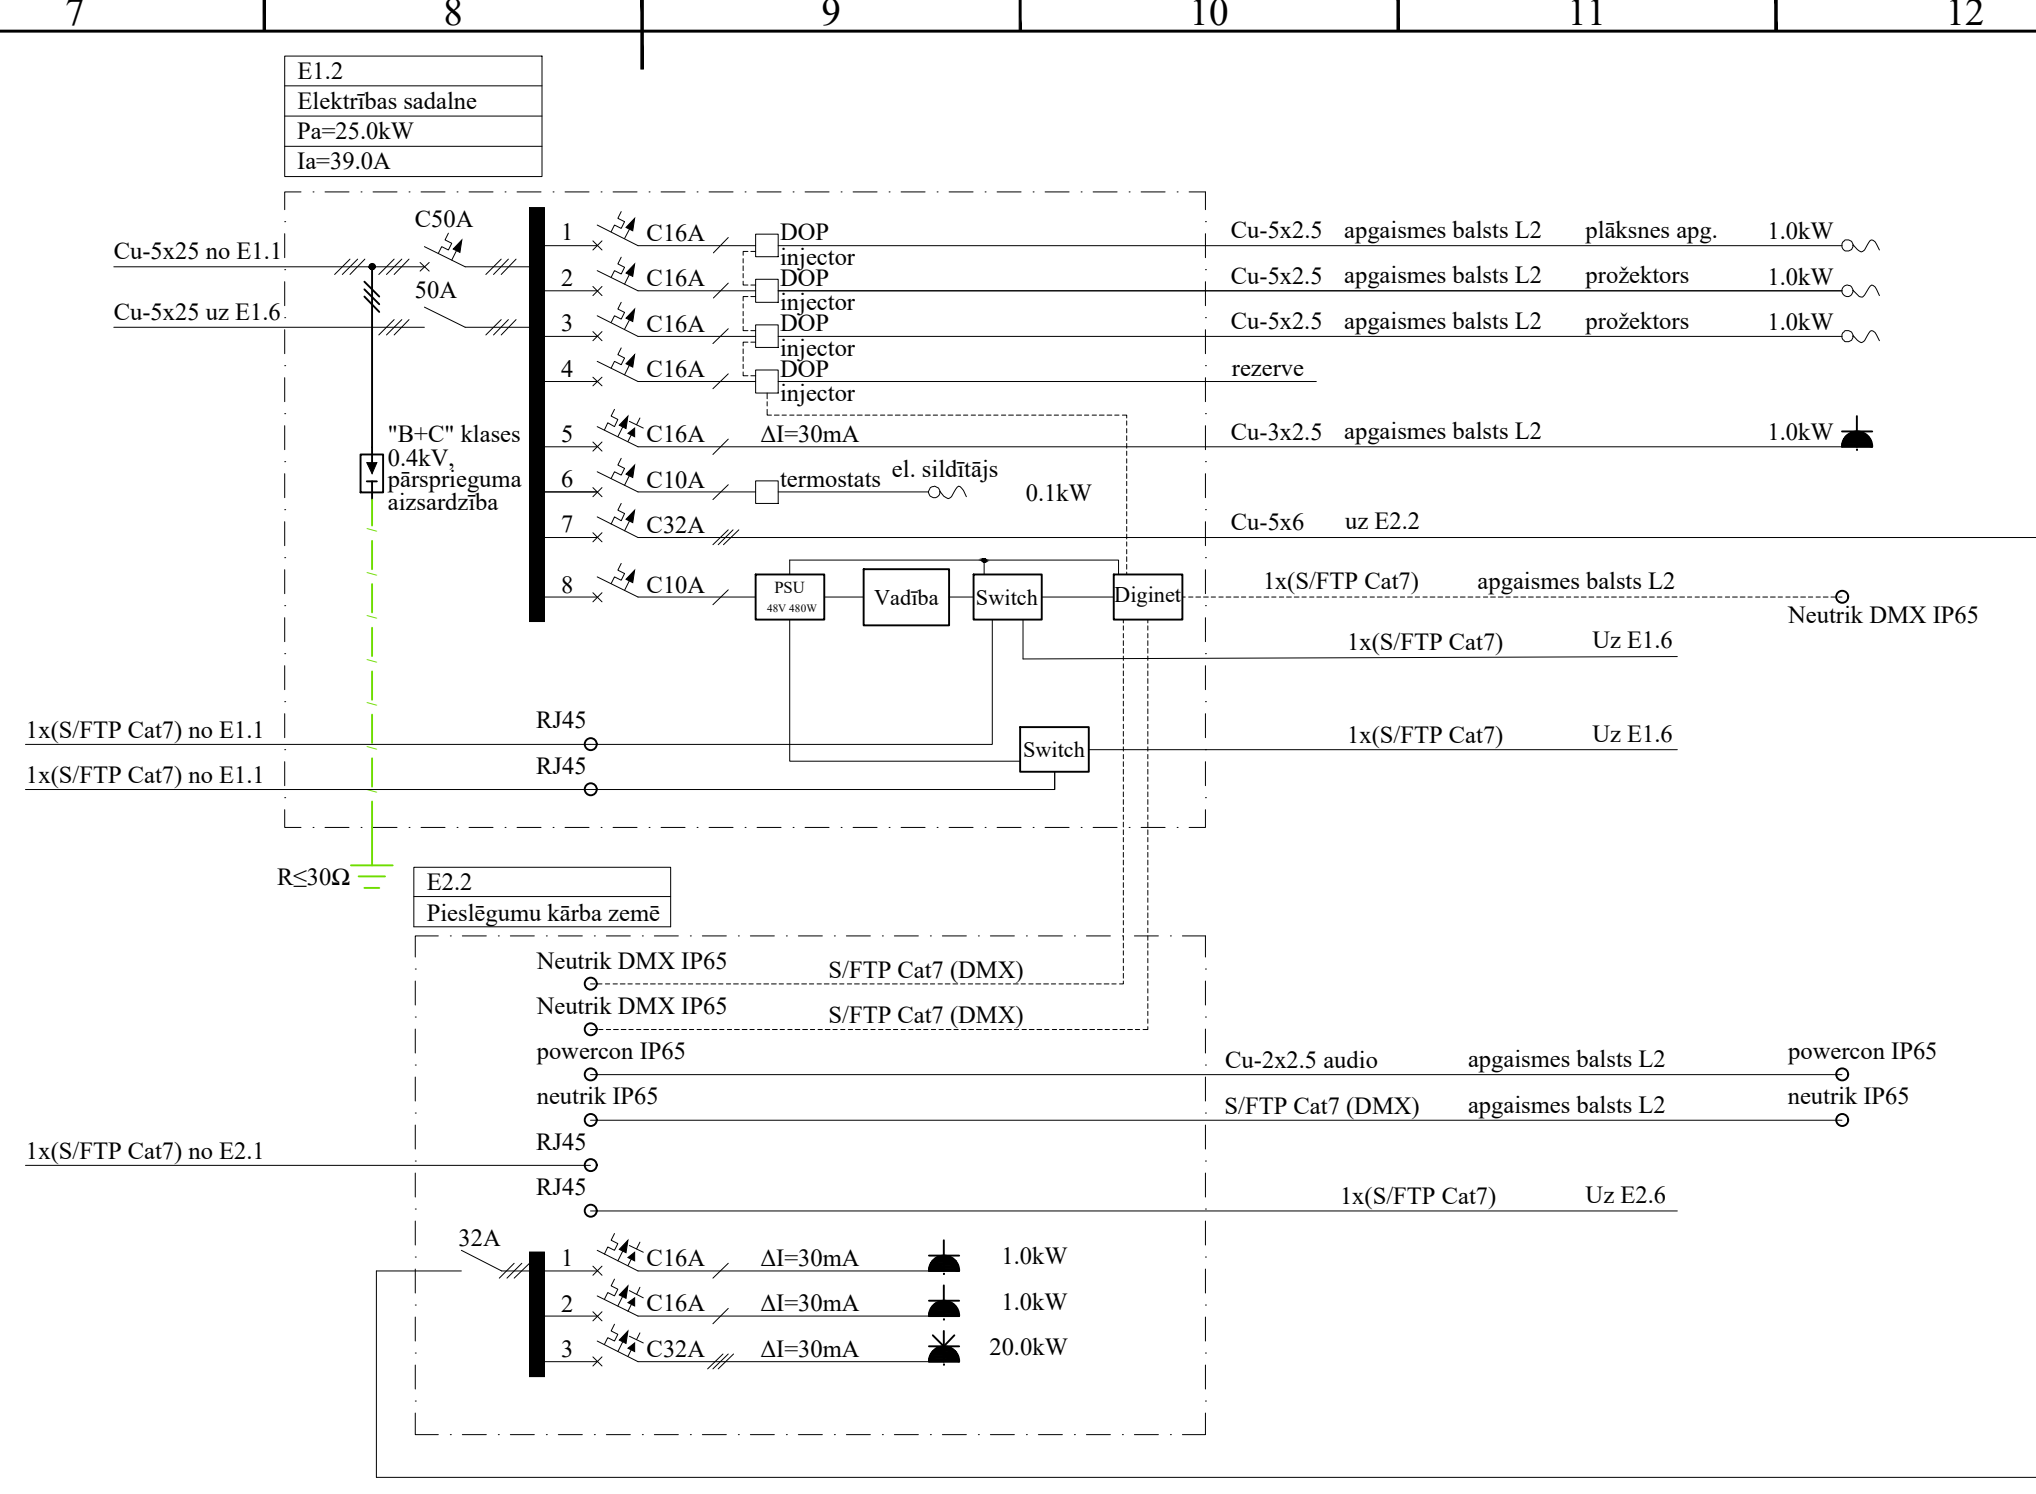 7 8 9 10 11 12
E1.2
Elektrības sadalne
Pa=25.0kW
Ia=39.0A
C50A
Cu-5x25 no E1.1
50A
Cu-5x25 uz E1.6
"B+C" klases
0.4kV,
pārsprieguma
aizsardzība
1 C16A DOP injector Cu-5x2.5 apgaismes balsts L2 plāksnes apg. 1.0kW
2 C16A DOP injector Cu-5x2.5 apgaismes balsts L2 prožektors 1.0kW
3 C16A DOP injector Cu-5x2.5 apgaismes balsts L2 prožektors 1.0kW
4 C16A DOP injector rezerve
5 C16A ΔI=30mA Cu-3x2.5 apgaismes balsts L2 1.0kW
6 C10A termostats el. sildītājs 0.1kW
7 C32A Cu-5x6 uz E2.2
8 C10A PSU 48V 480W Vadība Switch Diginet 1x(S/FTP Cat7) apgaismes balsts L2
Neutrik DMX IP65
1x(S/FTP Cat7) Uz E1.6
1x(S/FTP Cat7) no E1.1 RJ45
Switch 1x(S/FTP Cat7) Uz E1.6
1x(S/FTP Cat7) no E1.1 RJ45
R≤30Ω
E2.2
Pieslēgumu kārba zemē
Neutrik DMX IP65 S/FTP Cat7 (DMX)
Neutrik DMX IP65 S/FTP Cat7 (DMX)
powercon IP65 Cu-2x2.5 audio apgaismes balsts L2 powercon IP65
neutrik IP65 S/FTP Cat7 (DMX) apgaismes balsts L2 neutrik IP65
1x(S/FTP Cat7) no E2.1 RJ45
RJ45 1x(S/FTP Cat7) Uz E2.6
32A
1 C16A ΔI=30mA 1.0kW
2 C16A ΔI=30mA 1.0kW
3 C32A ΔI=30mA 20.0kW